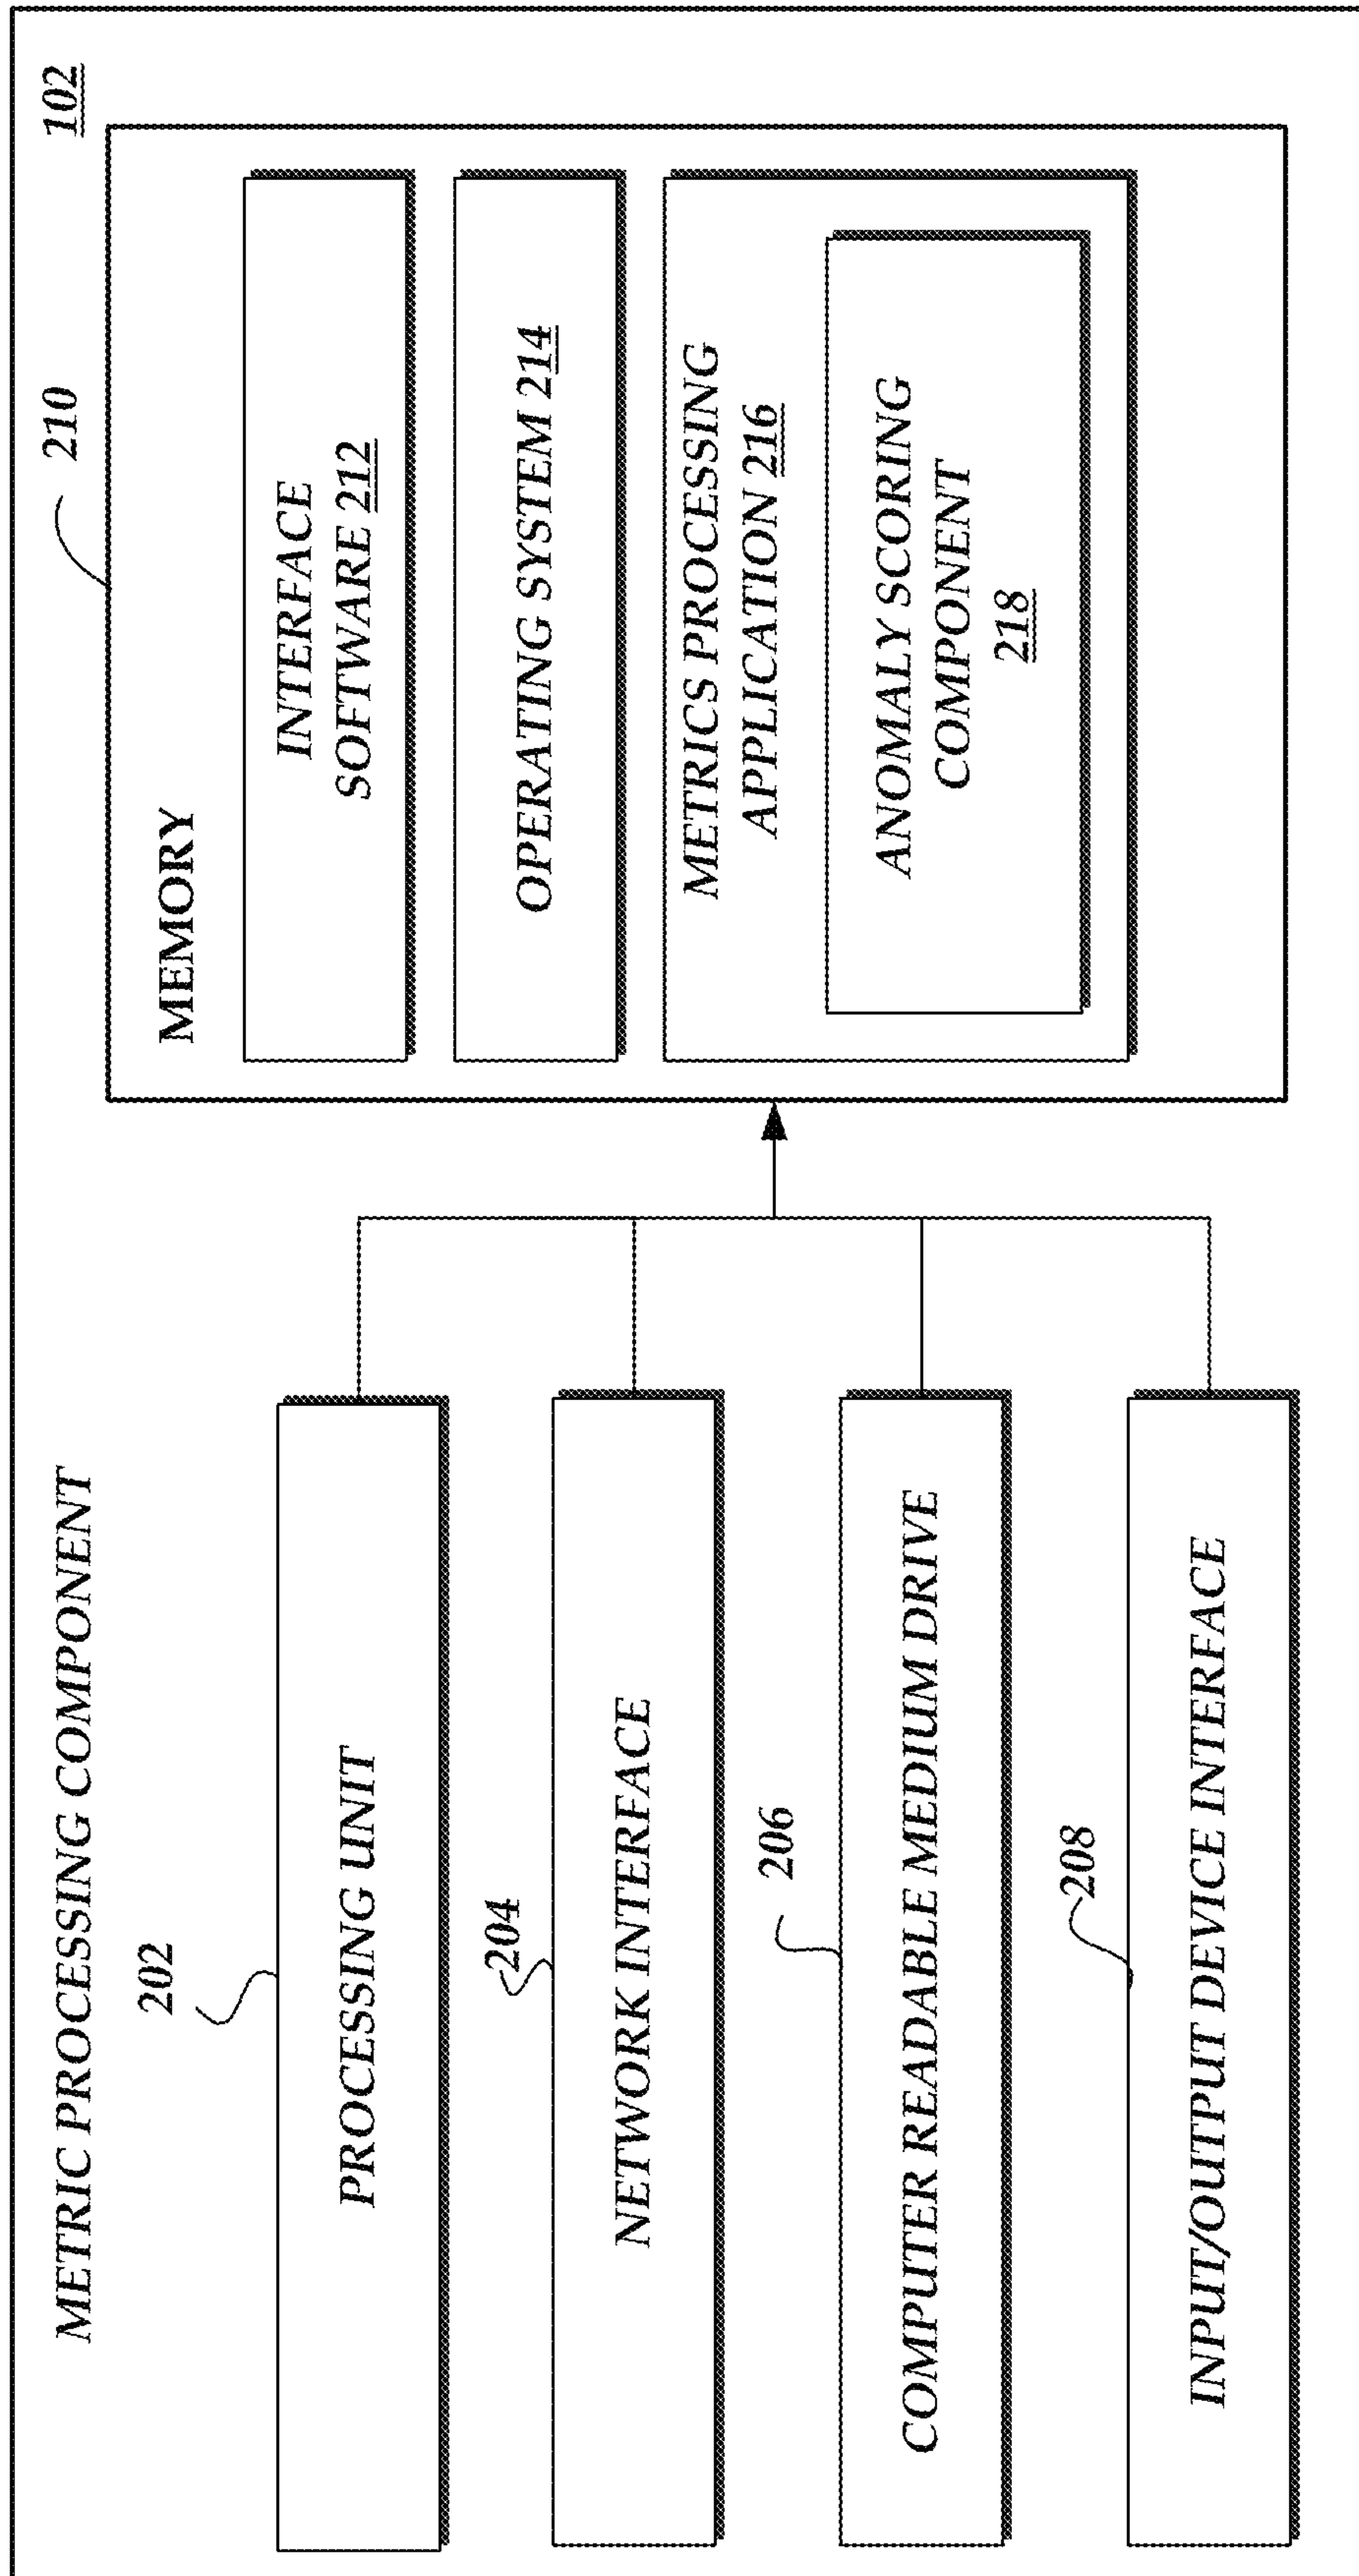 METRIC PROCESSING COMPONENT
102
202
PROCESSING UNIT
204
NETWORK INTERFACE
206
COMPUTER READABLE MEDIUM DRIVE
208
INPUT/OUTPUT DEVICE INTERFACE
210
MEMORY
INTERFACE
SOFTWARE 212
OPERATING SYSTEM 214
METRICS PROCESSING
APPLICATION 216
ANOMALY SCORING
COMPONENT
218